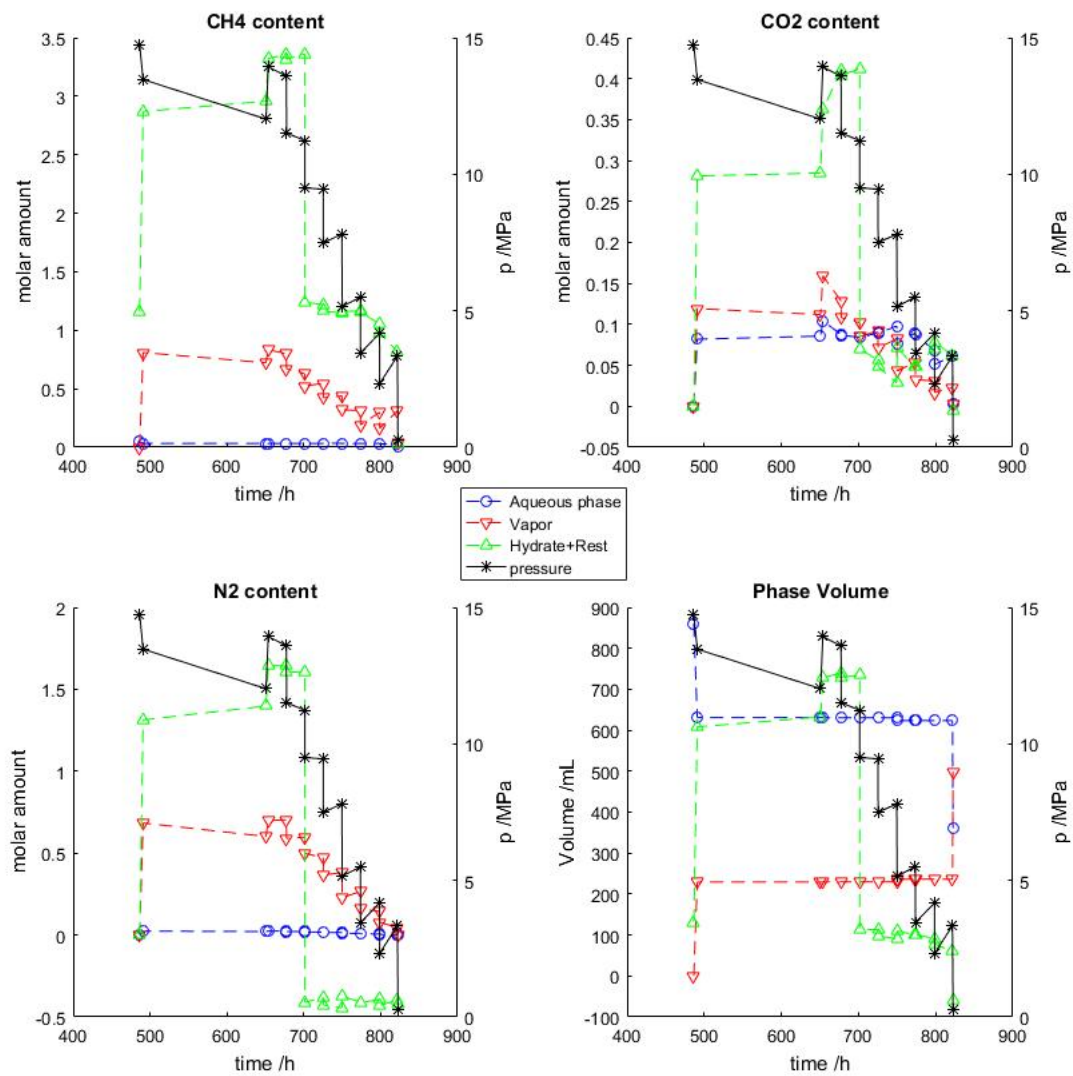 CH4 content
3.5
3
2.5
2
1.5
1
0.5
0
molar amount
400 500 600 700 800 900
time /h
15
10
5
0
p /MPa
CO2 content
0.45
0.4
0.35
0.3
0.25
0.2
0.15
0.1
0.05
0
-0.05
molar amount
400 500 600 700 800 900
time /h
15
10
5
0
p /MPa
Aqueous phase
Vapor
Hydrate+Rest
pressure
N2 content
2
1.5
1
0.5
0
-0.5
molar amount
400 500 600 700 800 900
time /h
15
10
5
0
p /MPa
Phase Volume
900
800
700
600
500
400
300
200
100
0
-100
Volume /mL
400 500 600 700 800 900
time /h
15
10
5
0
p /MPa